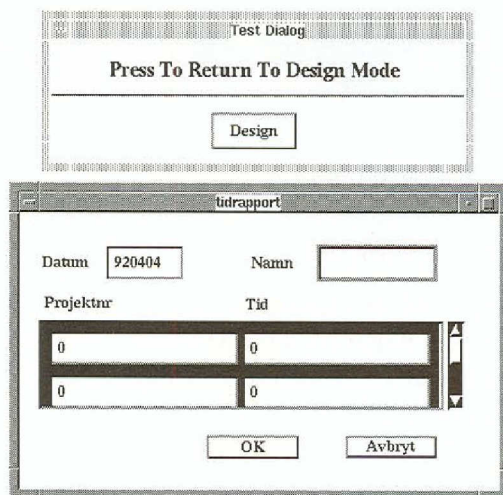 Test Dialog
Press To Return To Design Mode
Design
tidrapport
Datum 920404 Namn
Projektnr Tid
0 0
0 0
OK Avbryt